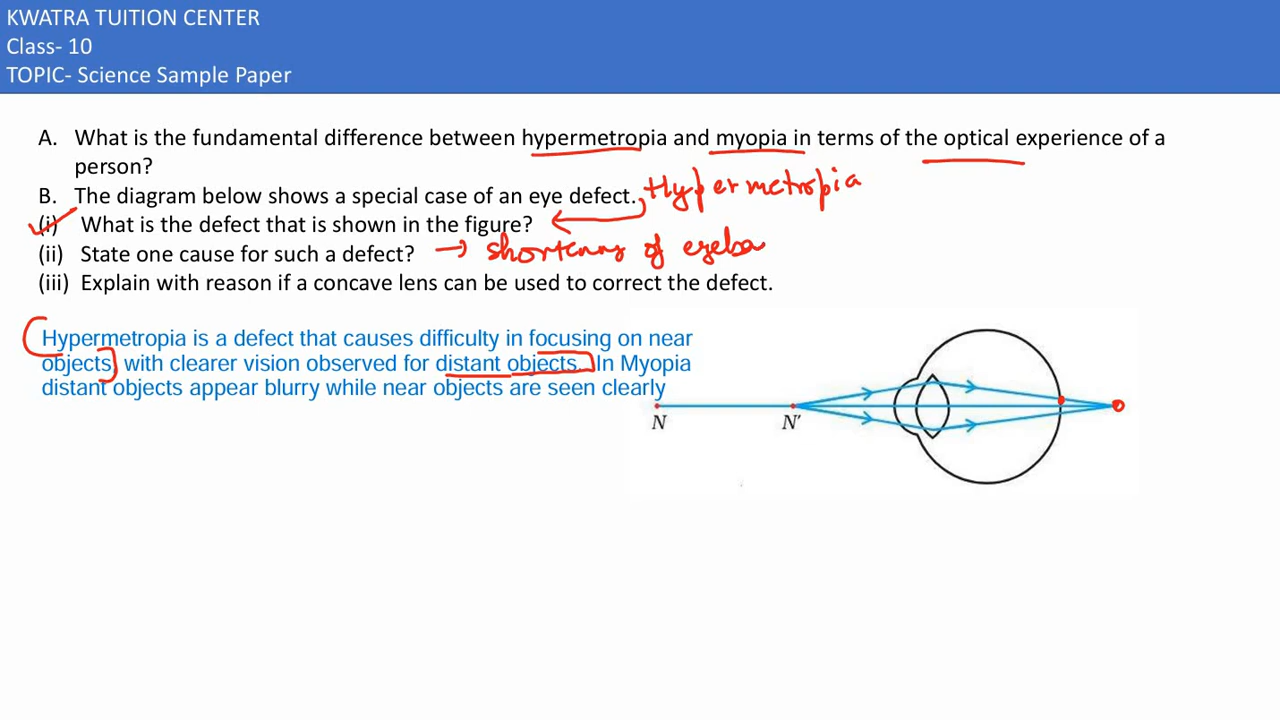 KWATRA TUITION CENTER
Class- 10
TOPIC- Science Sample Paper
A. What is the fundamental difference between hypermetropia and myopia in terms of the optical experience of a
person?
B. The diagram below shows a special case of an eye defect. Hypermetropia
(i) What is the defect that is shown in the figure?
(ii) State one cause for such a defect? → shortening of eyeba
(iii) Explain with reason if a concave lens can be used to correct the defect.
Hypermetropia is a defect that causes difficulty in focusing on near
objects, with clearer vision observed for distant objects. In Myopia
distant objects appear blurry while near objects are seen clearly
N N'